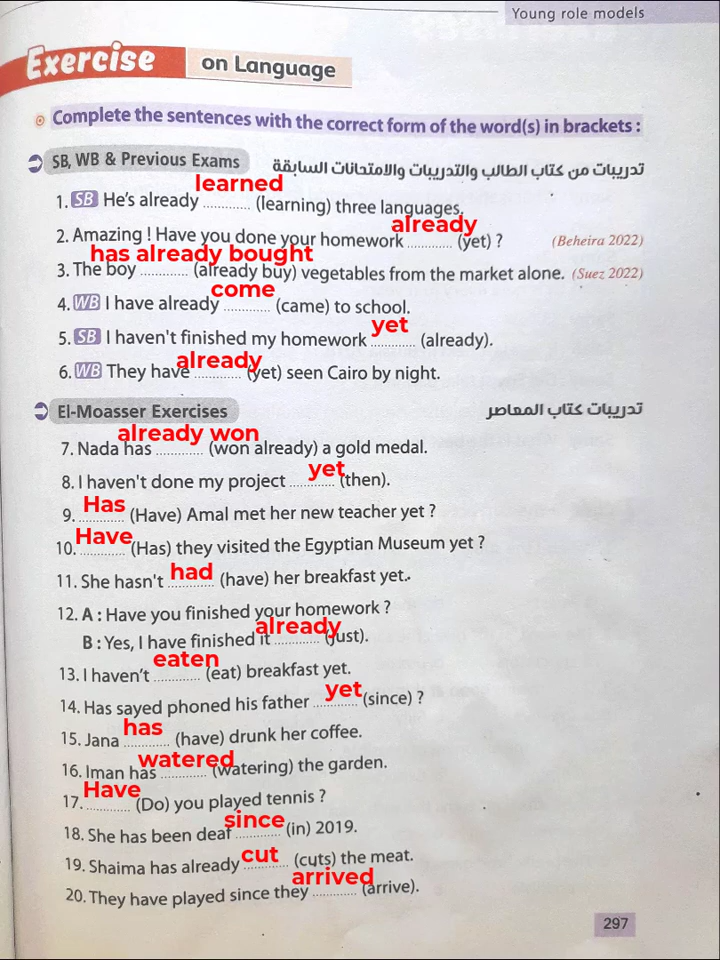 Young role models
Exercise on Language
Complete the sentences with the correct form of the word(s) in brackets :
SB, WB & Previous Exams تدريبات من كتاب الطالب والتدريبات والامتحانات السابقة
learned
1. SB He's already ............ (learning) three languages.
already
2. Amazing ! Have you done your homework ............ (yet) ? (Beheira 2022)
has already bought
3. The boy ............ (already buy) vegetables from the market alone. (Suez 2022)
come
4. WB I have already ............ (came) to school.
yet
5. SB I haven't finished my homework ............ (already).
already
6. WB They have ............ (yet) seen Cairo by night.
El-Moasser Exercises تدريبات كتاب المعاصر
already won
7. Nada has ............ (won already) a gold medal.
yet
8. I haven't done my project ............ (then).
Has
9. ............ (Have) Amal met her new teacher yet ?
Have
10. ............ (Has) they visited the Egyptian Museum yet ?
had
11. She hasn't ............ (have) her breakfast yet.
12. A : Have you finished your homework ?
already
B : Yes, I have finished it ............ (just).
eaten
13. I haven't ............ (eat) breakfast yet.
yet
14. Has sayed phoned his father ............ (since) ?
has
15. Jana ............ (have) drunk her coffee.
watered
16. Iman has ............ (watering) the garden.
Have
17. ............ (Do) you played tennis ?
since
18. She has been deaf ............ (in) 2019.
cut
19. Shaima has already ............ (cuts) the meat.
arrived
20. They have played since they ............ (arrive).
297